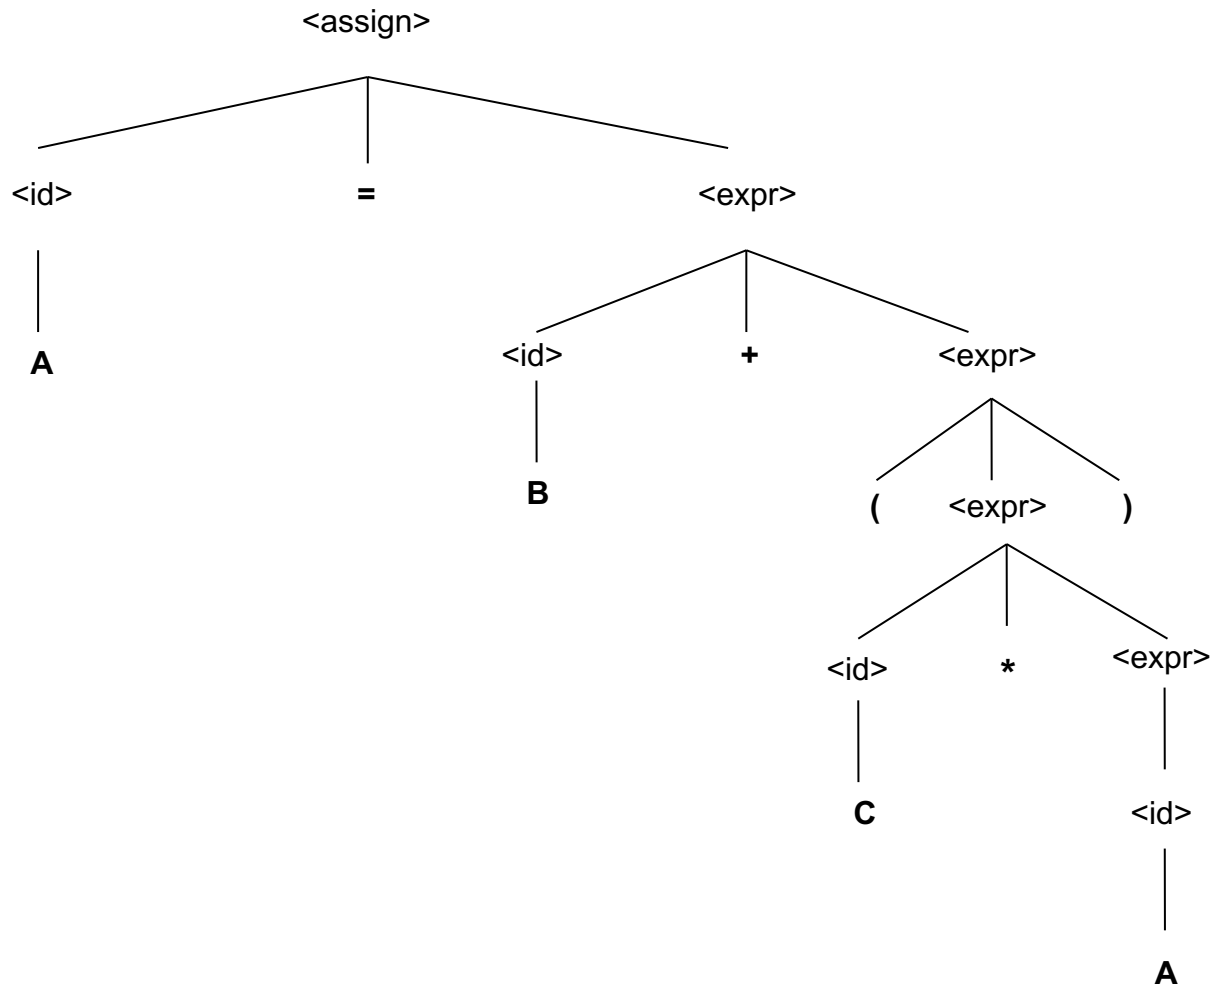 <assign>
<id> = <expr>
A
<id> + <expr>
B
( <expr> )
<id> * <expr>
C
<id>
A